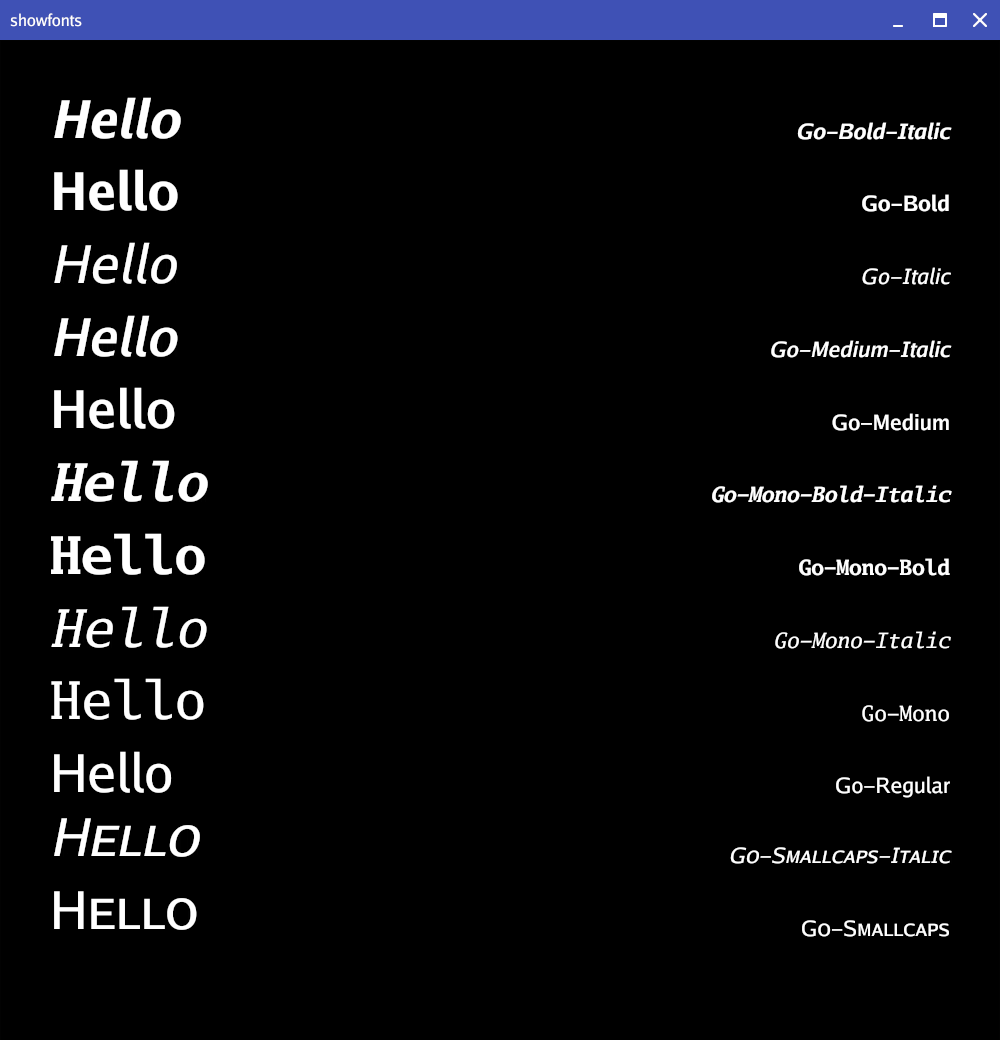 showfonts
Hello Go-Bold-Italic
Hello Go-Bold
Hello Go-Italic
Hello Go-Medium-Italic
Hello Go-Medium
Hello Go-Mono-Bold-Italic
Hello Go-Mono-Bold
Hello Go-Mono-Italic
Hello Go-Mono
Hello Go-Regular
Hello Go-Smallcaps-Italic
Hello Go-Smallcaps